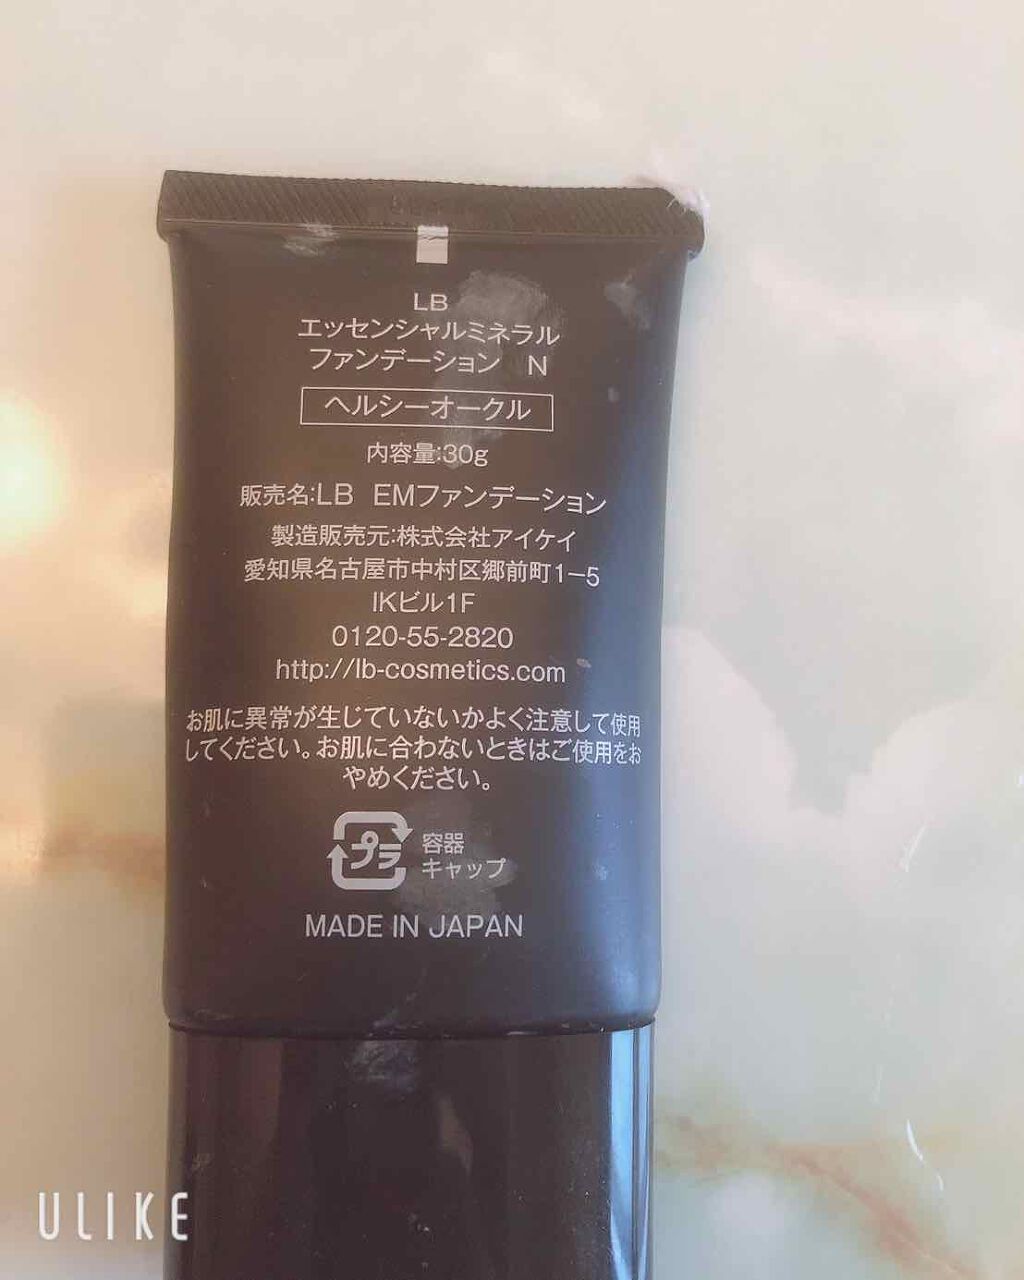 LB
エッセンシャルミネラル
ファンデーション N
ヘルシーオークル
内容量:30g
販売名:LB EMファンデーション
製造販売元:株式会社アイケイ
愛知県名古屋市中村区郷前町1−5
IKビル1F
0120-55-2820
http://lb-cosmetics.com
お肌に異常が生じていないかよく注意して使用
してください。お肌に合わないときはご使用をお
やめください。
プラ
容器
キャップ
MADE IN JAPAN
ULIKE